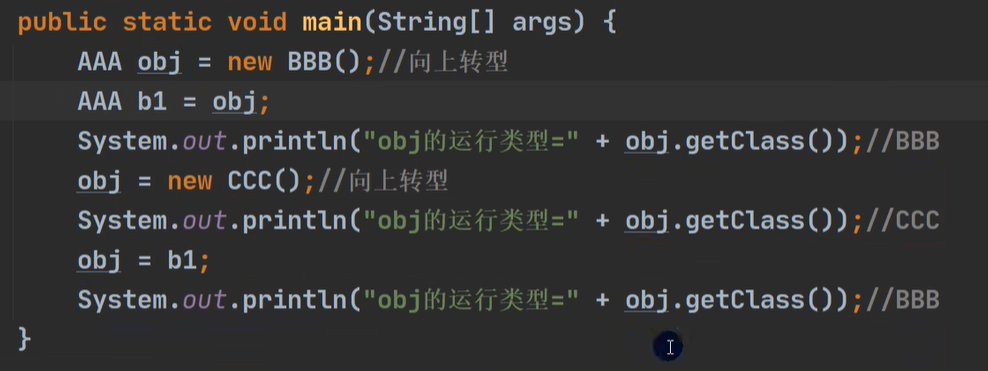 public static void main(String[] args) {
AAA obj = new BBB();//向上转型
AAA b1 = obj;
System.out.println("obj的运行类型=" + obj.getClass());//BBB
obj = new CCC();//向上转型
System.out.println("obj的运行类型=" + obj.getClass());//CCC
obj = b1;
System.out.println("obj的运行类型=" + obj.getClass());//BBB
}